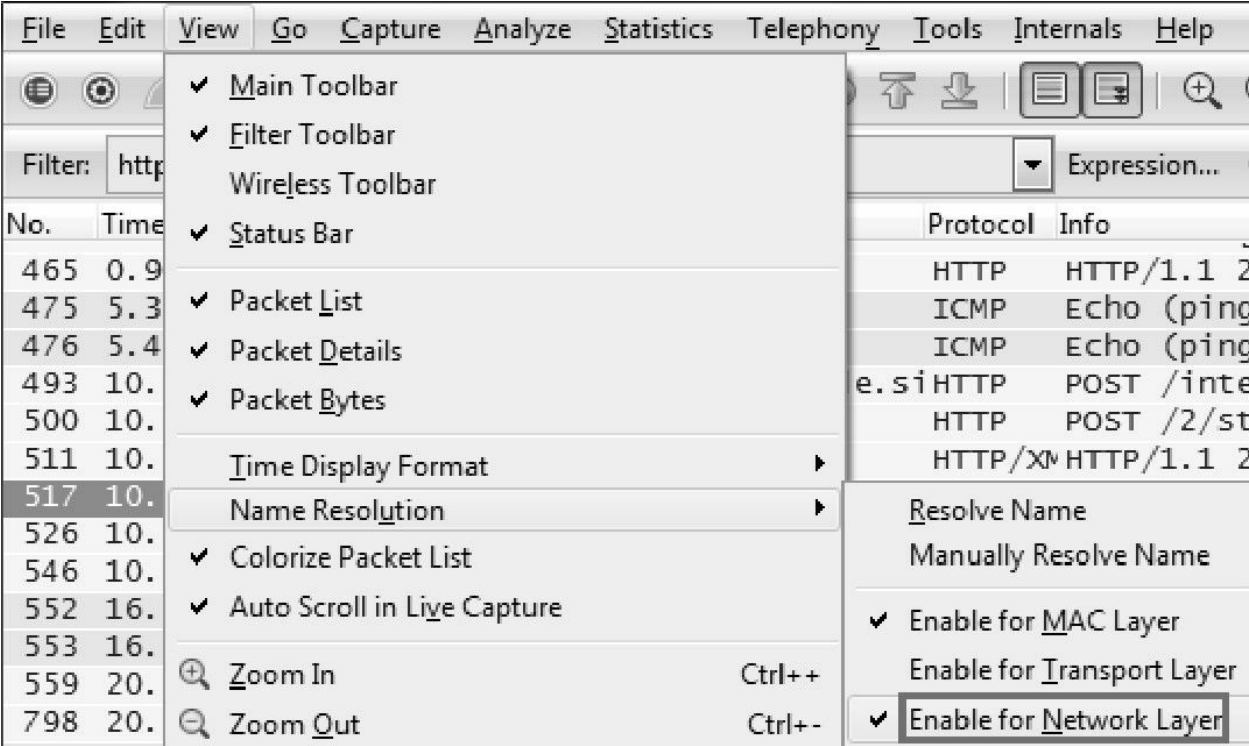 File Edit View Go Capture Analyze Statistics Telephony Tools Internals Help
Main Toolbar
Filter Toolbar
Filter: http Expression...
Wireless Toolbar
No. Time Protocol Info
Status Bar
465 0.9 HTTP HTTP/1.1 2
Packet List
475 5.3 ICMP Echo (ping
476 5.4 ICMP Echo (ping
Packet Details
493 10. e.si HTTP POST /inte
Packet Bytes
500 10. HTTP POST /2/st
511 10. HTTP/XM HTTP/1.1 2
Time Display Format
517 10.
Name Resolution
Resolve Name
526 10.
Colorize Packet List
Manually Resolve Name
546 10.
552 16.
Auto Scroll in Live Capture
Enable for MAC Layer
553 16.
559 20.
Zoom In Ctrl++
Enable for Transport Layer
798 20.
Zoom Out Ctrl+-
Enable for Network Layer